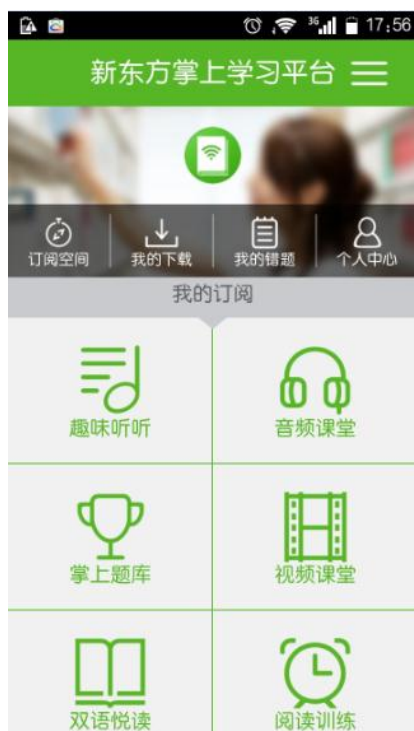 3G 17:56
新东方掌上学习平台
订阅空间 我的下载 我的错题 个人中心
我的订阅
趣味听听 音频课堂
掌上题库 视频课堂
双语悦读 阅读训练